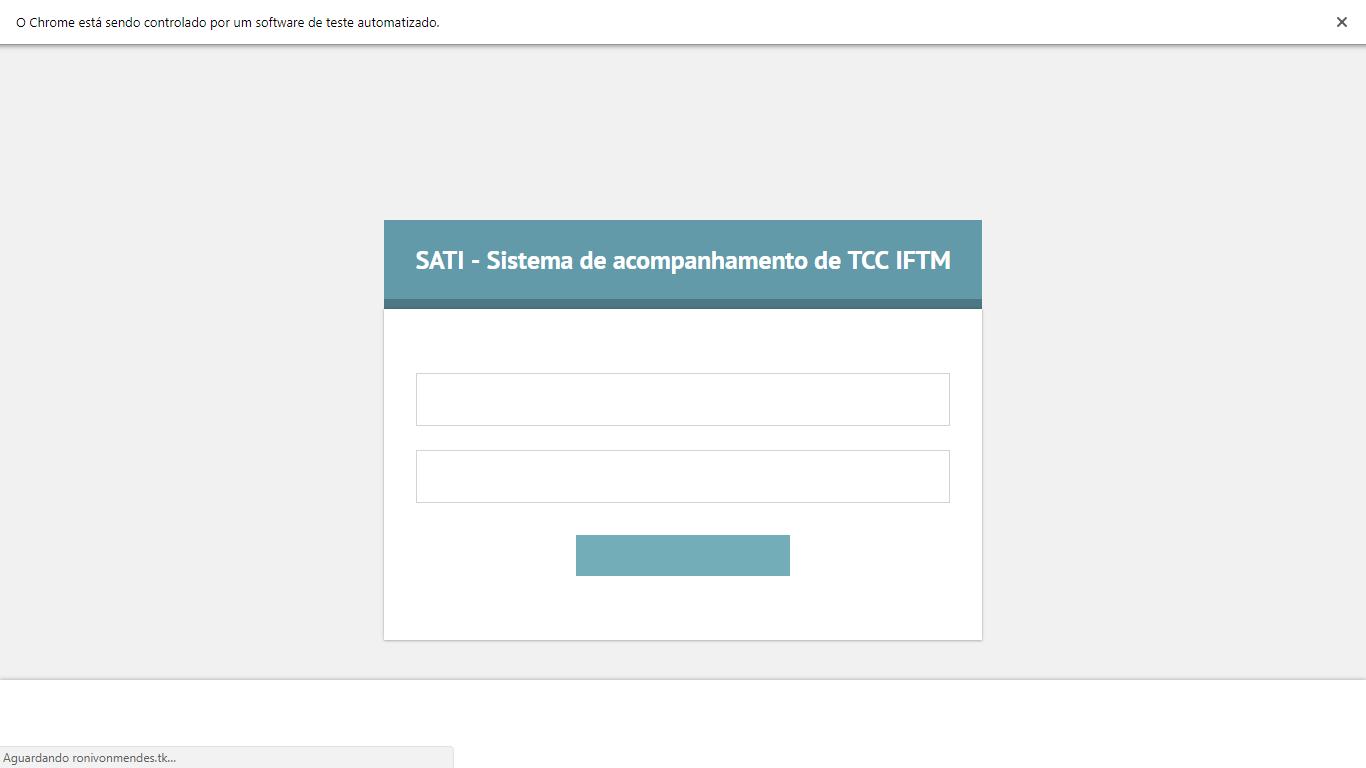 O Chrome está sendo controlado por um software de teste automatizado.
SATI - Sistema de acompanhamento de TCC IFTM
Aguardando ronivonmendes.tk...